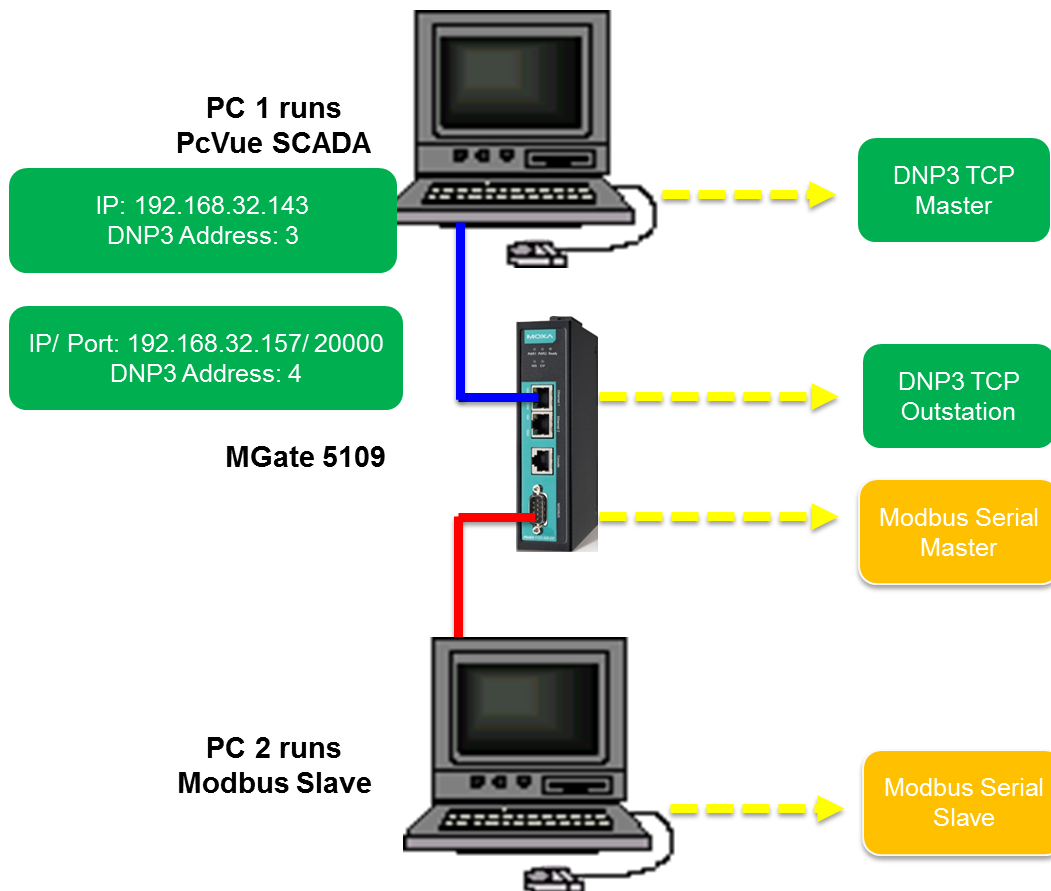 PC 1 runs
PcVue SCADA
IP: 192.168.32.143
DNP3 Address: 3
DNP3 TCP
Master
IP/ Port: 192.168.32.157/ 20000
DNP3 Address: 4
MOXA
DNP3 TCP
Outstation
MGate 5109
Modbus Serial
Master
PC 2 runs
Modbus Slave
Modbus Serial
Slave